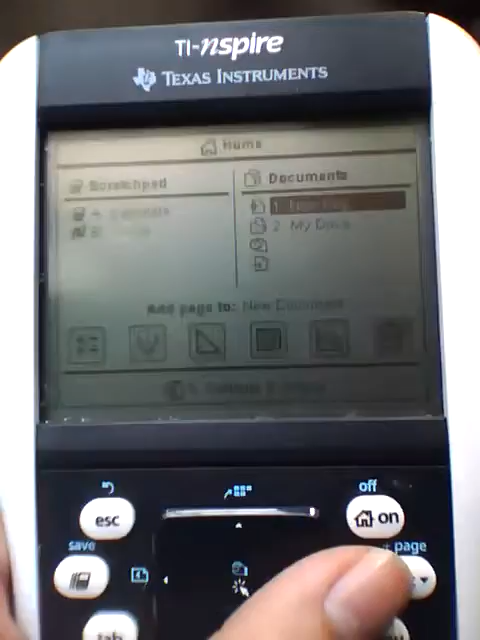 TI-nspire
TEXAS INSTRUMENTS
Home
Scratchpad
Documents
A
1
B
2 My Docs
Add page to: New Document
off
esc
on
save
+ page
tab